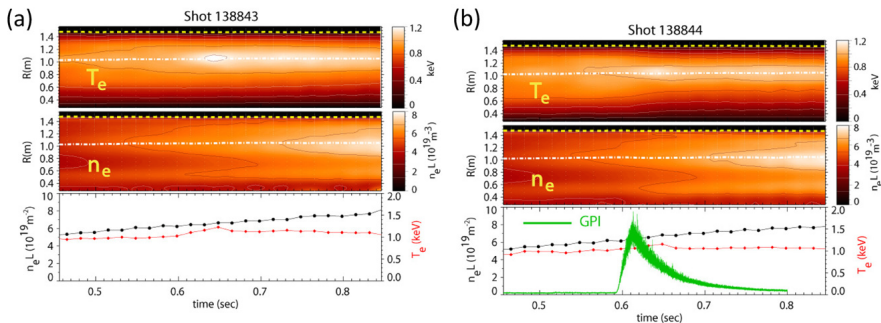 (a)
Shot 138843
1.4
1.2
1.0
0.8
0.6
0.4
R(m)
Te
1.2
0.8
0.4
0
keV
1.4
1.2
1.0
0.8
0.6
0.4
R(m)
ne
8
6
4
2
0
neL (10^19 m^-3)
10
8
6
4
2
0
neL (10^19 m^-2)
2.0
1.5
1.0
0.5
0.0
Te (keV)
0.5 0.6 0.7 0.8
time (sec)
(b)
Shot 138844
1.4
1.2
1.0
0.8
0.6
0.4
R(m)
Te
1.2
0.8
0.4
0
keV
1.4
1.2
1.0
0.8
0.6
0.4
R(m)
ne
8
6
4
2
0
neL (10^19 m^-3)
10
8
6
4
2
0
neL (10^19 m^-2)
GPI
2.0
1.5
1.0
0.5
0.0
Te (keV)
0.5 0.6 0.7 0.8
time (sec)